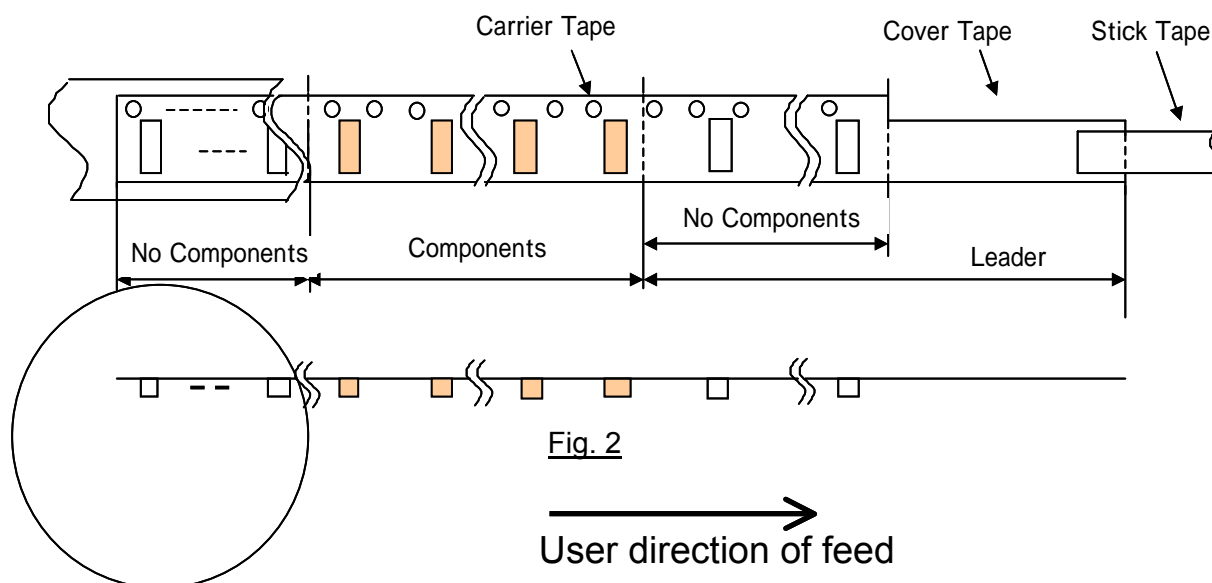 Carrier Tape
Cover Tape
Stick Tape
No Components
No Components
Components
Leader
Fig. 2
User direction of feed